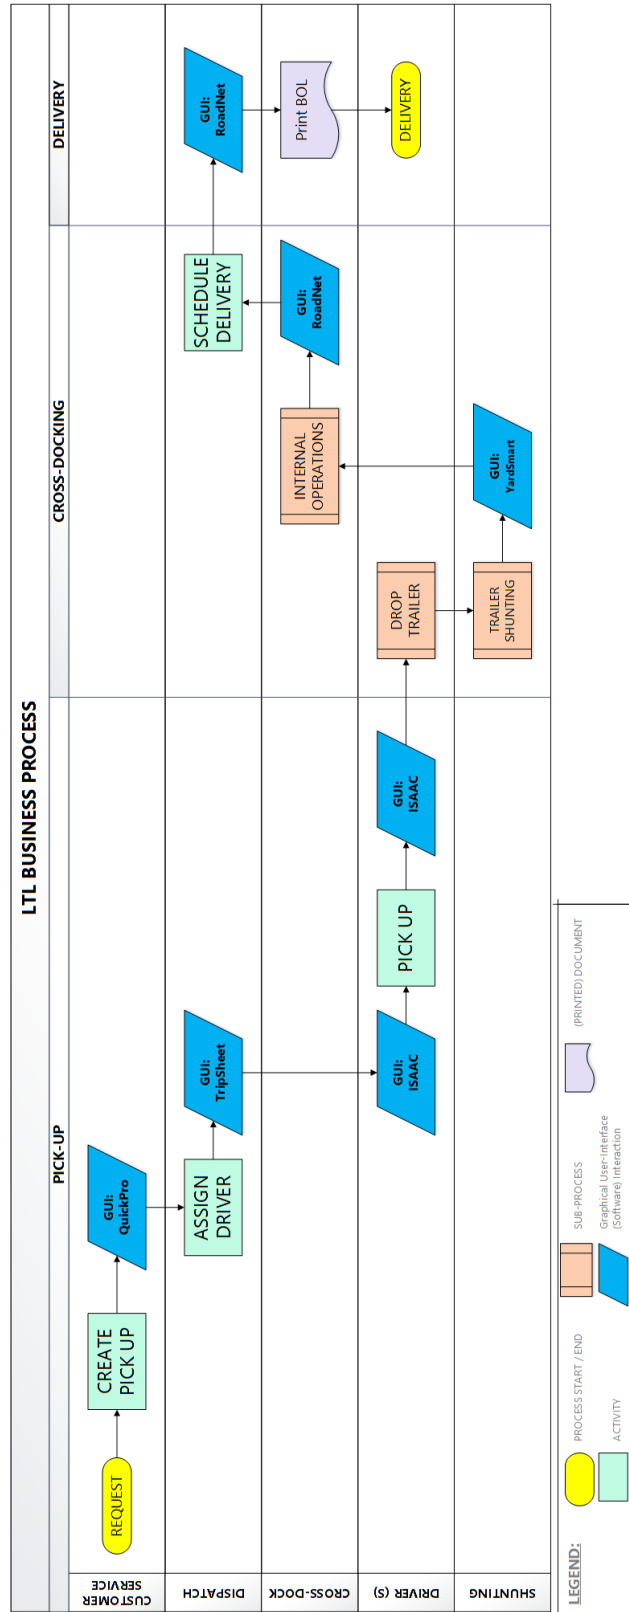 LTL BUSINESS PROCESS
PICK-UP
CROSS-DOCKING
DELIVERY
CUSTOMER
SERVICE
REQUEST
CREATE
PICK UP
GUI:
QuickPro
DISPATCH
ASSIGN
DRIVER
GUI:
TripSheet
SCHEDULE
DELIVERY
GUI:
RoadNet
CROSS-DOCK
INTERNAL
OPERATIONS
GUI:
RoadNet
Print BOL
DRIVER (S)
GUI:
ISAAC
PICK UP
GUI:
ISAAC
DROP
TRAILER
DELIVERY
SHUNTING
TRAILER
SHUNTING
GUI:
YardSmart
LEGEND:
PROCESS START / END
SUB-PROCESS
(PRINTED) DOCUMENT
ACTIVITY
Graphical User-Interface
(Software) Interaction